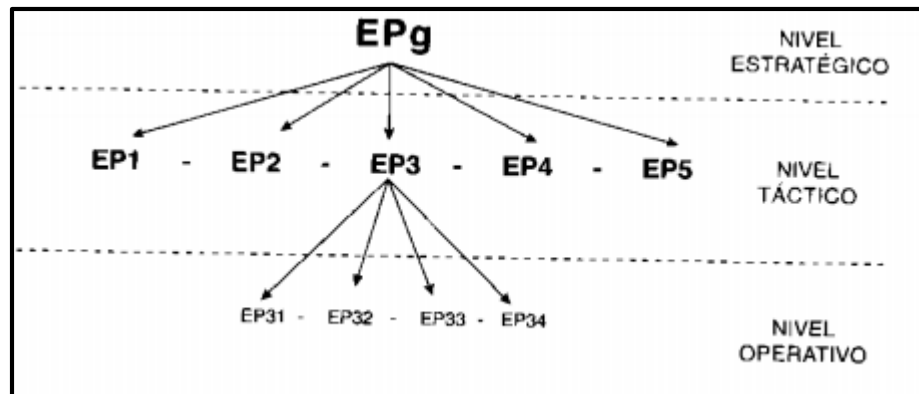 EPg
NIVEL
ESTRATÉGICO
EP1 - EP2 - EP3 - EP4 - EP5
NIVEL
TÁCTICO
EP31 - EP32 - EP33 - EP34
NIVEL
OPERATIVO